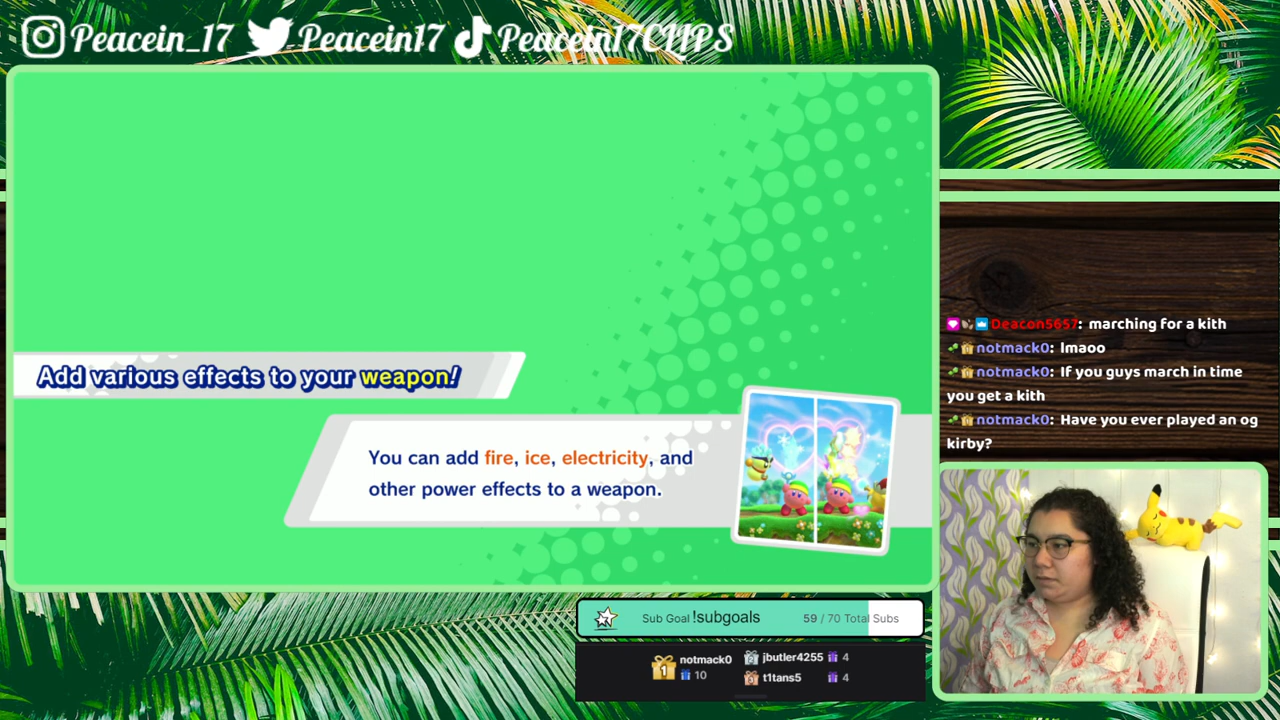 Peacein_17 Peacein17 Peacein17ClIPS
Add various effects to your weapon!
You can add fire, ice, electricity, and
other power effects to a weapon.
Deacon5657: marching for a kith
notmack0: lmaoo
notmack0: If you guys march in time
you get a kith
notmack0: Have you ever played an og
kirby?
Sub Goal !subgoals 59 / 70 Total Subs
1 notmack0 10
2 jbutler4255 4
3 t1tans5 4